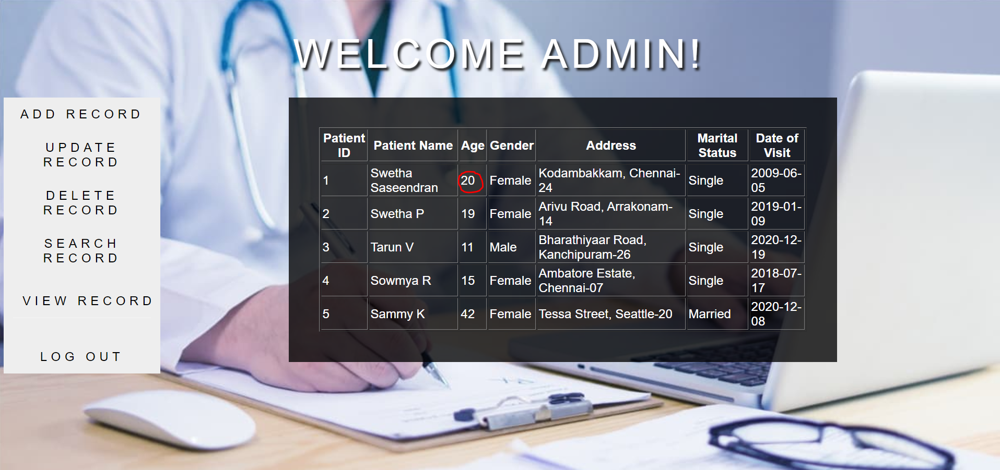 WELCOME ADMIN!
ADD RECORD
UPDATE
RECORD
DELETE
RECORD
SEARCH
RECORD
VIEW RECORD
LOG OUT
Patient ID Patient Name Age Gender Address Marital Status Date of Visit
1 Swetha Saseendran 20 Female Kodambakkam, Chennai-24 Single 2009-06-05
2 Swetha P 19 Female Arivu Road, Arrakonam-14 Single 2019-01-09
3 Tarun V 11 Male Bharathiyaar Road, Kanchipuram-26 Single 2020-12-19
4 Sowmya R 15 Female Ambatore Estate, Chennai-07 Single 2018-07-17
5 Sammy K 42 Female Tessa Street, Seattle-20 Married 2020-12-08